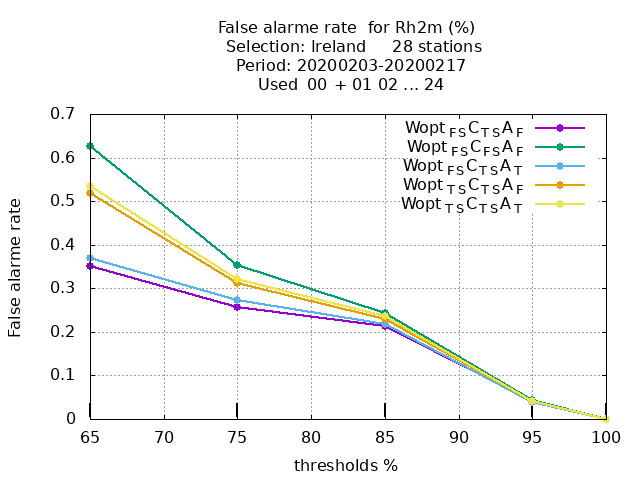 False alarme rate  for Rh2m (%)
Selection: Ireland     28 stations
Period: 20200203-20200217
Used  00 + 01 02 ... 24
Wopt FS C TS A F
Wopt FS C FS A F
Wopt FS C TS A T
Wopt TS C TS A F
Wopt TS C TS A T
0.7
0.6
0.5
0.4
0.3
0.2
0.1
0
False alarme rate
65 70 75 80 85 90 95 100
thresholds %